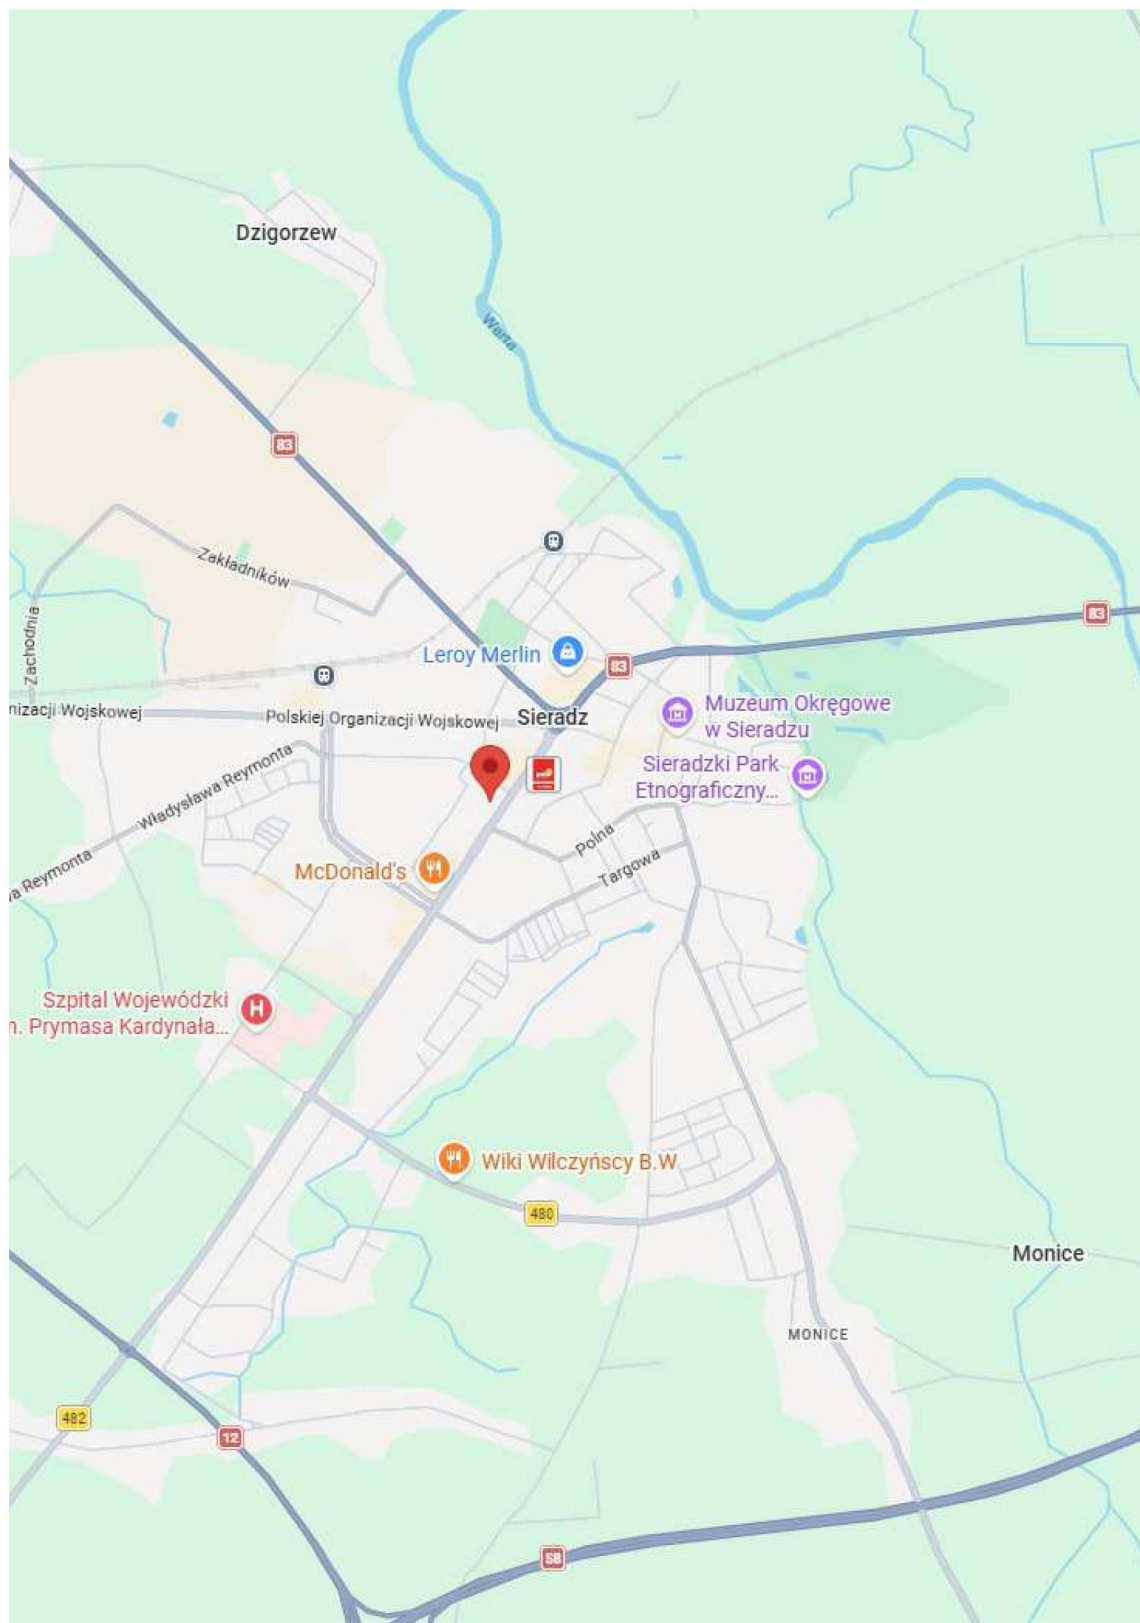 Dzigorzew
Warta
83
Zakładników
Zachodnia
83
Leroy Merlin
83
nizacji Wojskowej
Polskiej Organizacji Wojskowej
Sieradz
Muzeum Okręgowe
w Sieradzu
Sieradzki Park
Etnograficzny...
Władysława Reymonta
wa Reymonta
McDonald's
Polna
Targowa
Szpital Wojewódzki
n. Prymasa Kardynała...
H
Wiki Wilczyńscy B.W
480
Monice
MONICE
482
12
S8